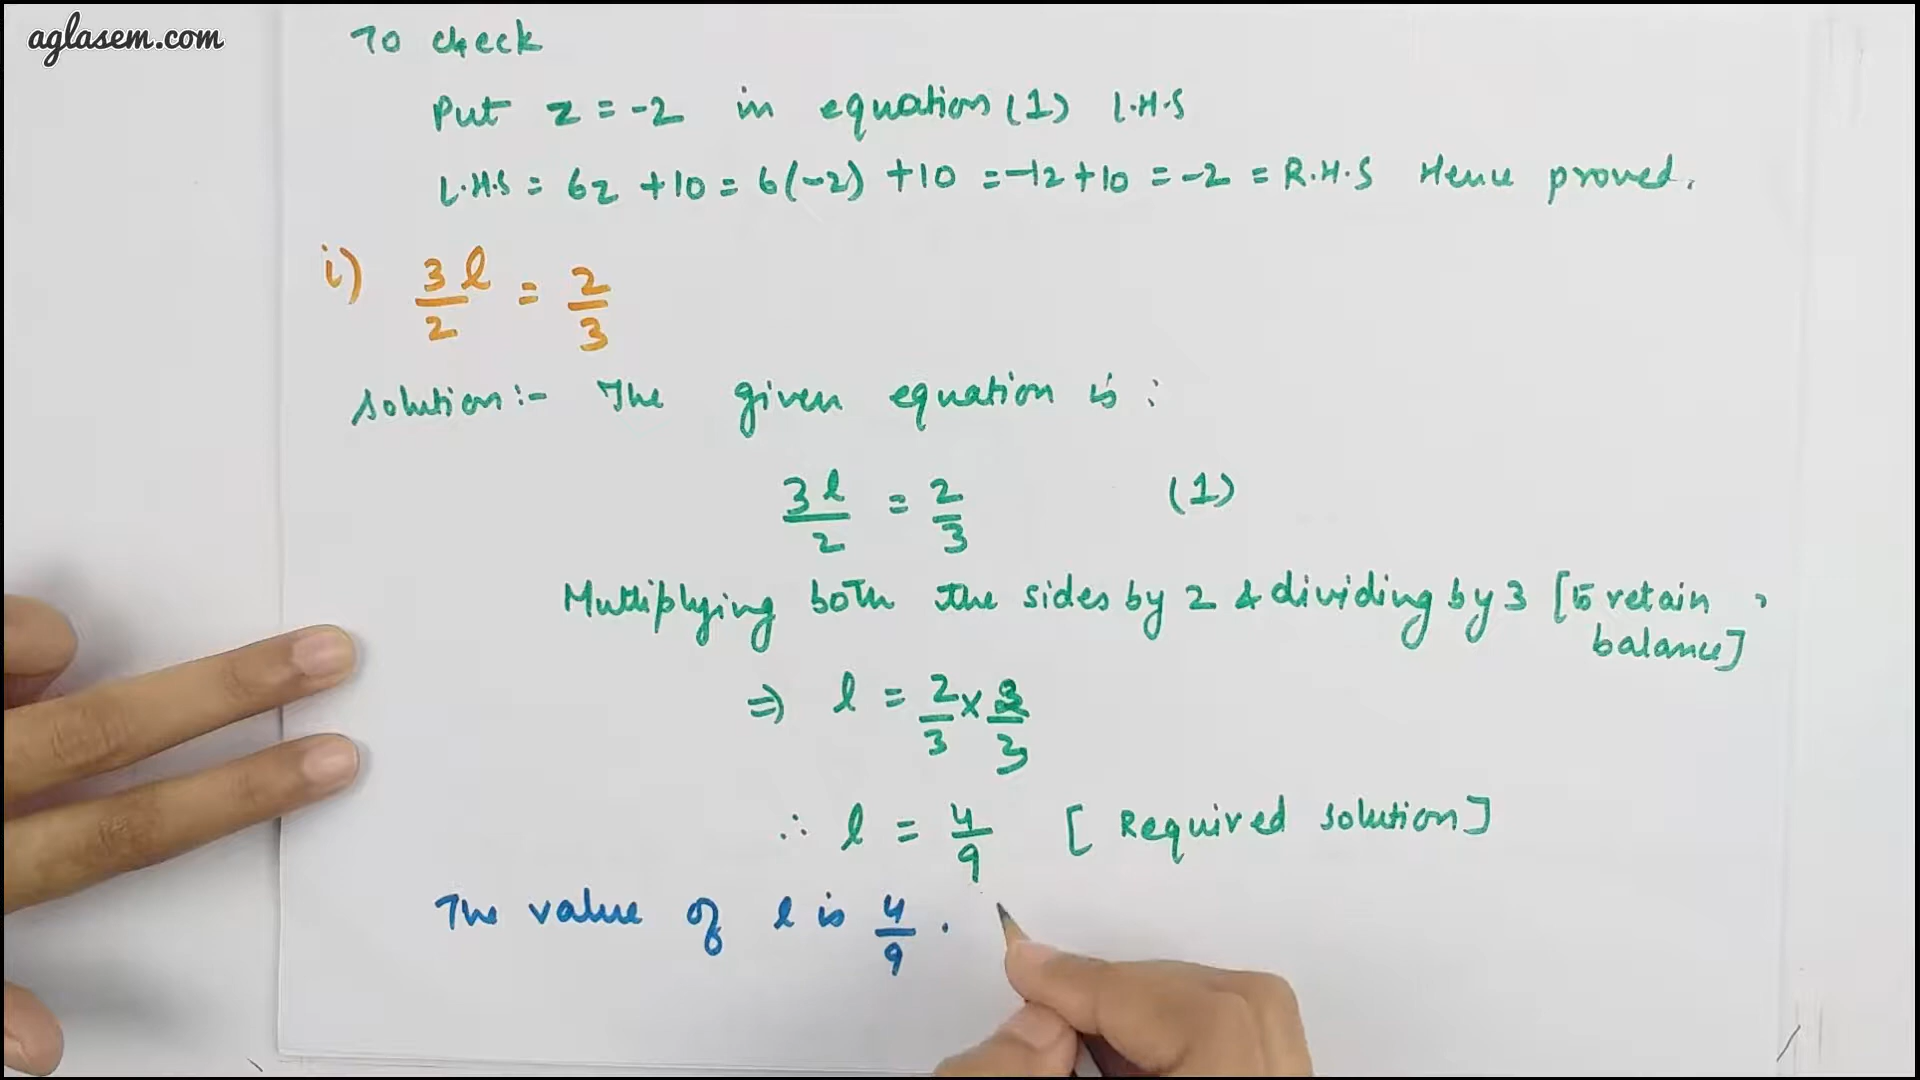 aglasem.com
To check
Put z = -2 in equation (1) L.H.S
L.H.S = 6z + 10 = 6(-2) + 10 = -12 + 10 = -2 = R.H.S Hence proved.
i) 3l/2 = 2/3
Solution:- The given equation is :
3l/2 = 2/3 (1)
Multiplying both the sides by 2 & dividing by 3 [to retain
balance]
⇒ l = 2/3 × 2/3
∴ l = 4/9 [Required solution]
The value of l is 4/9.